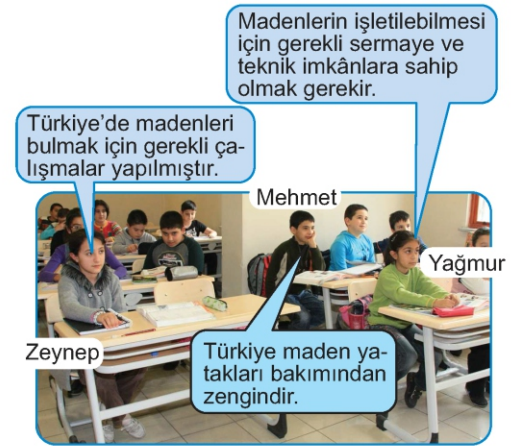 Madenlerin işletilebilmesi
için gerekli sermaye ve
teknik imkânlara sahip
olmak gerekir.
Türkiye'de madenleri
bulmak için gerekli ça-
lışmalar yapılmıştır.
Mehmet
Yağmur
Zeynep
Türkiye maden ya-
takları bakımından
zengindir.